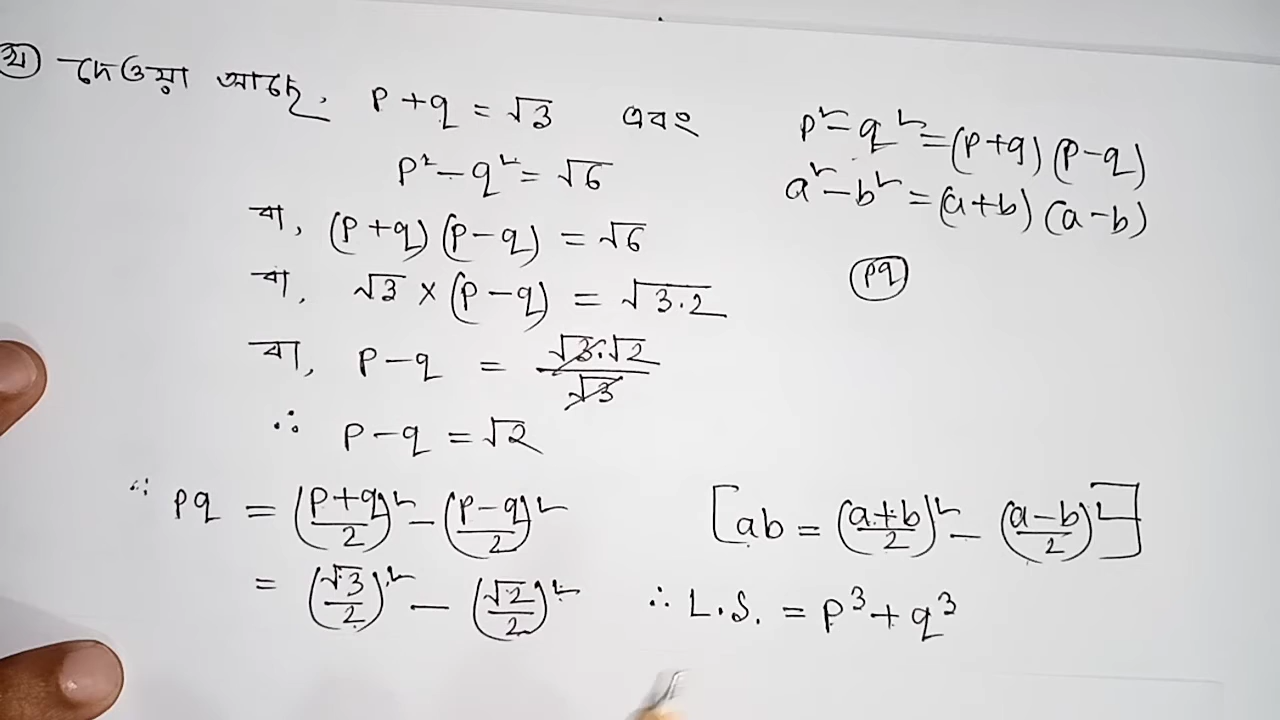 খ দেওয়া আছে, p+q = √3 এবং
p² − q² = √6
বা, (p+q)(p−q) = √6
বা, √3 × (p−q) = √3.2
বা, p−q = √3.√2/√3
∴ p−q = √2
p²−q² = (p+q)(p−q)
a²−b² = (a+b)(a−b)
pq
∴ pq = (p+q/2)² − (p−q/2)² [ab = (a+b/2)² − (a−b/2)²]
= (√3/2)² − (√2/2)²
∴ L.S. = p³+q³